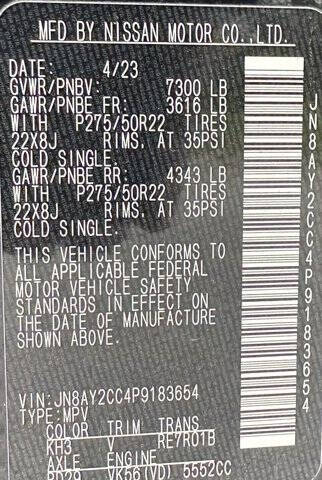 MFD BY NISSAN MOTOR CO.,LTD.
DATE: 4/23
GVWR/PNBV: 7300 LB
GAWR/PNBE FR: 3616 LB
WITH P275/50R22 TIRES
22X8J RIMS, AT 35PSI
COLD SINGLE.
GAWR/PNBE RR: 4343 LB
WITH P275/50R22 TIRES
22X8J RIMS, AT 35PSI
COLD SINGLE.
THIS VEHICLE CONFORMS TO
ALL APPLICABLE FEDERAL
MOTOR VEHICLE SAFETY
STANDARDS IN EFFECT ON
THE DATE OF MANUFACTURE
SHOWN ABOVE.
VIN: JN8AY2CC4P9183654
TYPE: MPV
COLOR TRIM TRANS
KH3 V RE7R01B
AXLE ENGINE
RD29 VK56(VD) 5552CC
JN8AY2CC4P9183654